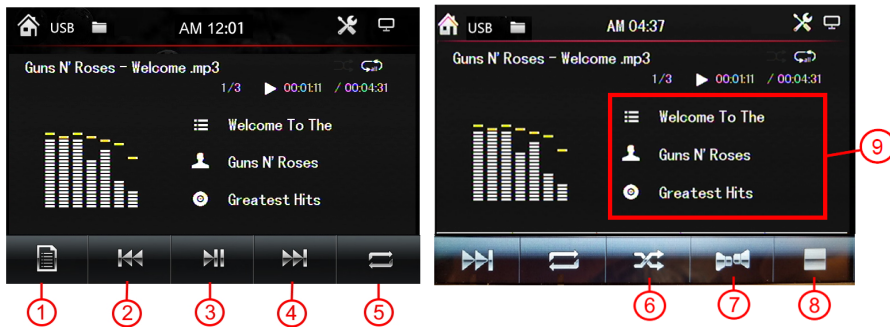 USB
AM 12:01
Guns N' Roses - Welcome .mp3
all
1/3
00:01:11
/ 00:04:31
Welcome To The
Guns N' Roses
Greatest Hits
1
2
3
4
5
USB
AM 04:37
Guns N' Roses - Welcome .mp3
all
1/3
00:01:11
/ 00:04:31
Welcome To The
Guns N' Roses
Greatest Hits
9
6
7
8